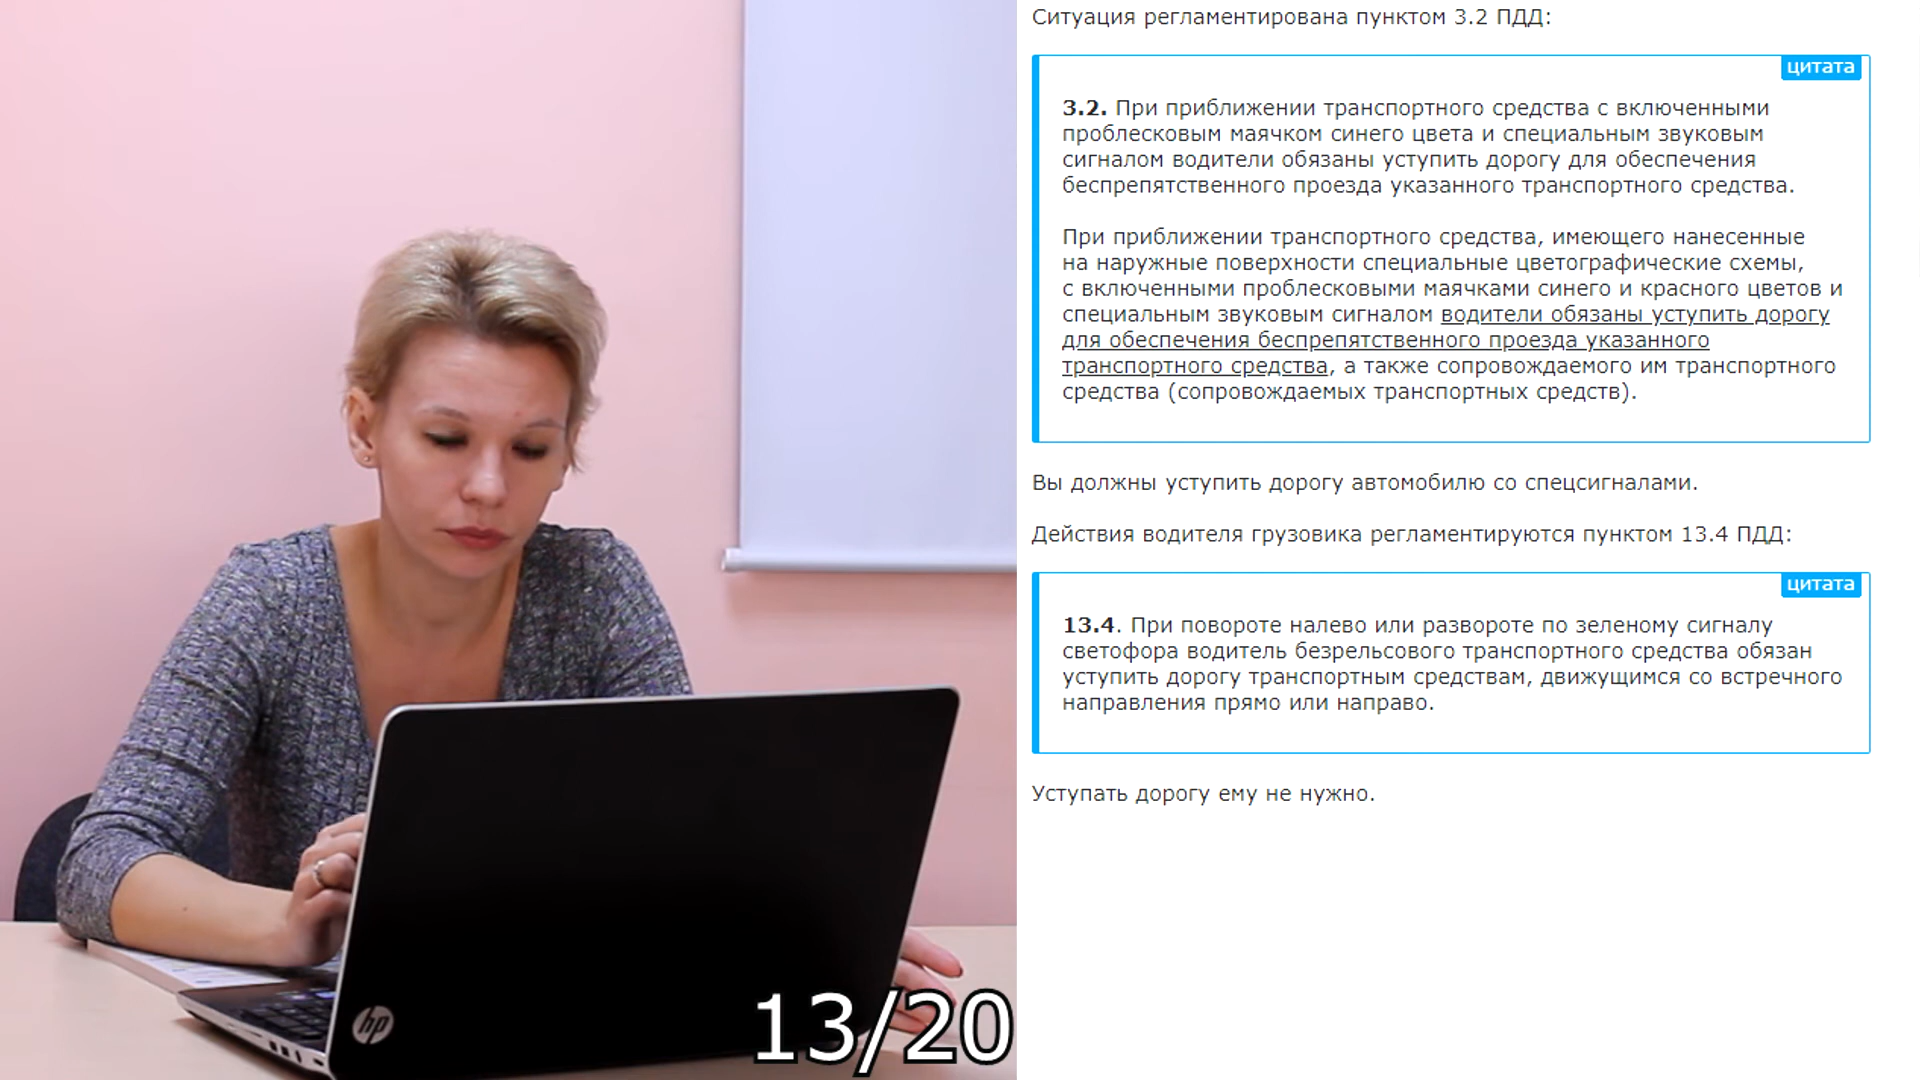 Ситуация регламентирована пунктом 3.2 ПДД:
цитата
3.2. При приближении транспортного средства с включенными
проблесковым маячком синего цвета и специальным звуковым
сигналом водители обязаны уступить дорогу для обеспечения
беспрепятственного проезда указанного транспортного средства.
При приближении транспортного средства, имеющего нанесенные
на наружные поверхности специальные цветографические схемы,
с включенными проблесковыми маячками синего и красного цветов и
специальным звуковым сигналом водители обязаны уступить дорогу
для обеспечения беспрепятственного проезда указанного
транспортного средства, а также сопровождаемого им транспортного
средства (сопровождаемых транспортных средств).
Вы должны уступить дорогу автомобилю со спецсигналами.
Действия водителя грузовика регламентируются пунктом 13.4 ПДД:
цитата
13.4. При повороте налево или развороте по зеленому сигналу
светофора водитель безрельсового транспортного средства обязан
уступить дорогу транспортным средствам, движущимся со встречного
направления прямо или направо.
Уступать дорогу ему не нужно.
hp
13/20